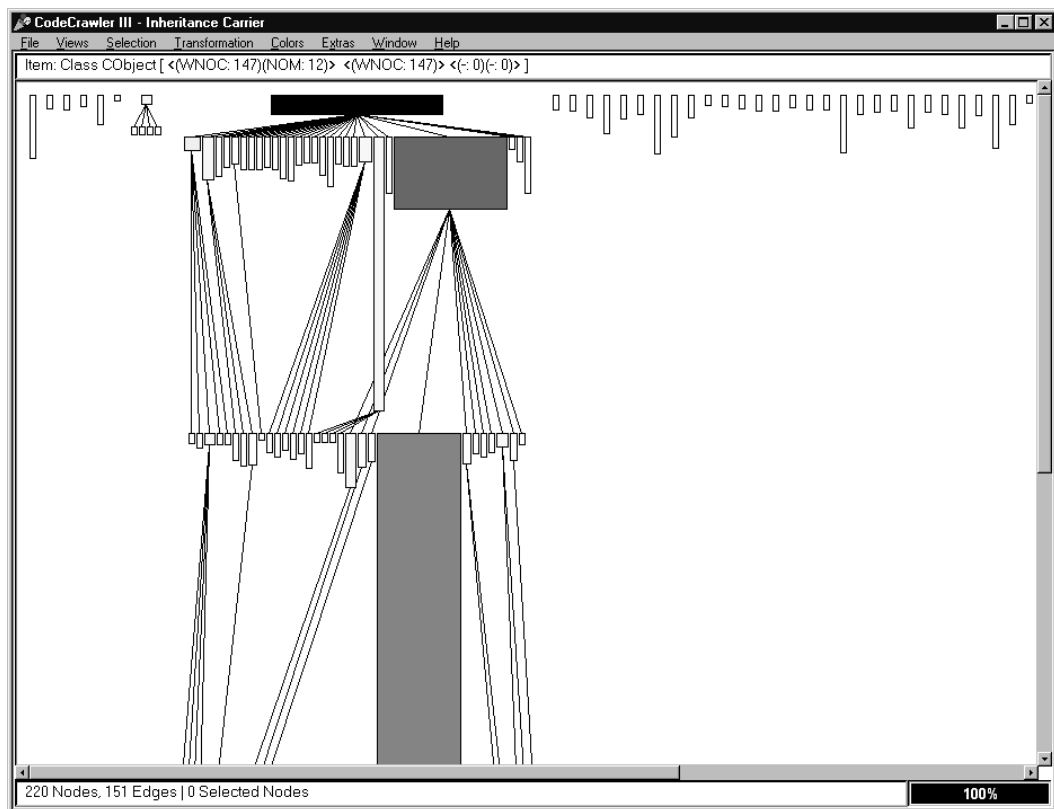 CodeCrawler III - Inheritance Carrier
File Views Selection Transformation Colors Extras Window Help
Item: Class CObject [ <(WNOC: 147)(NOM: 12)> <(WNOC: 147)> <(-: 0)(-: 0)> ]
220 Nodes, 151 Edges | 0 Selected Nodes
100%